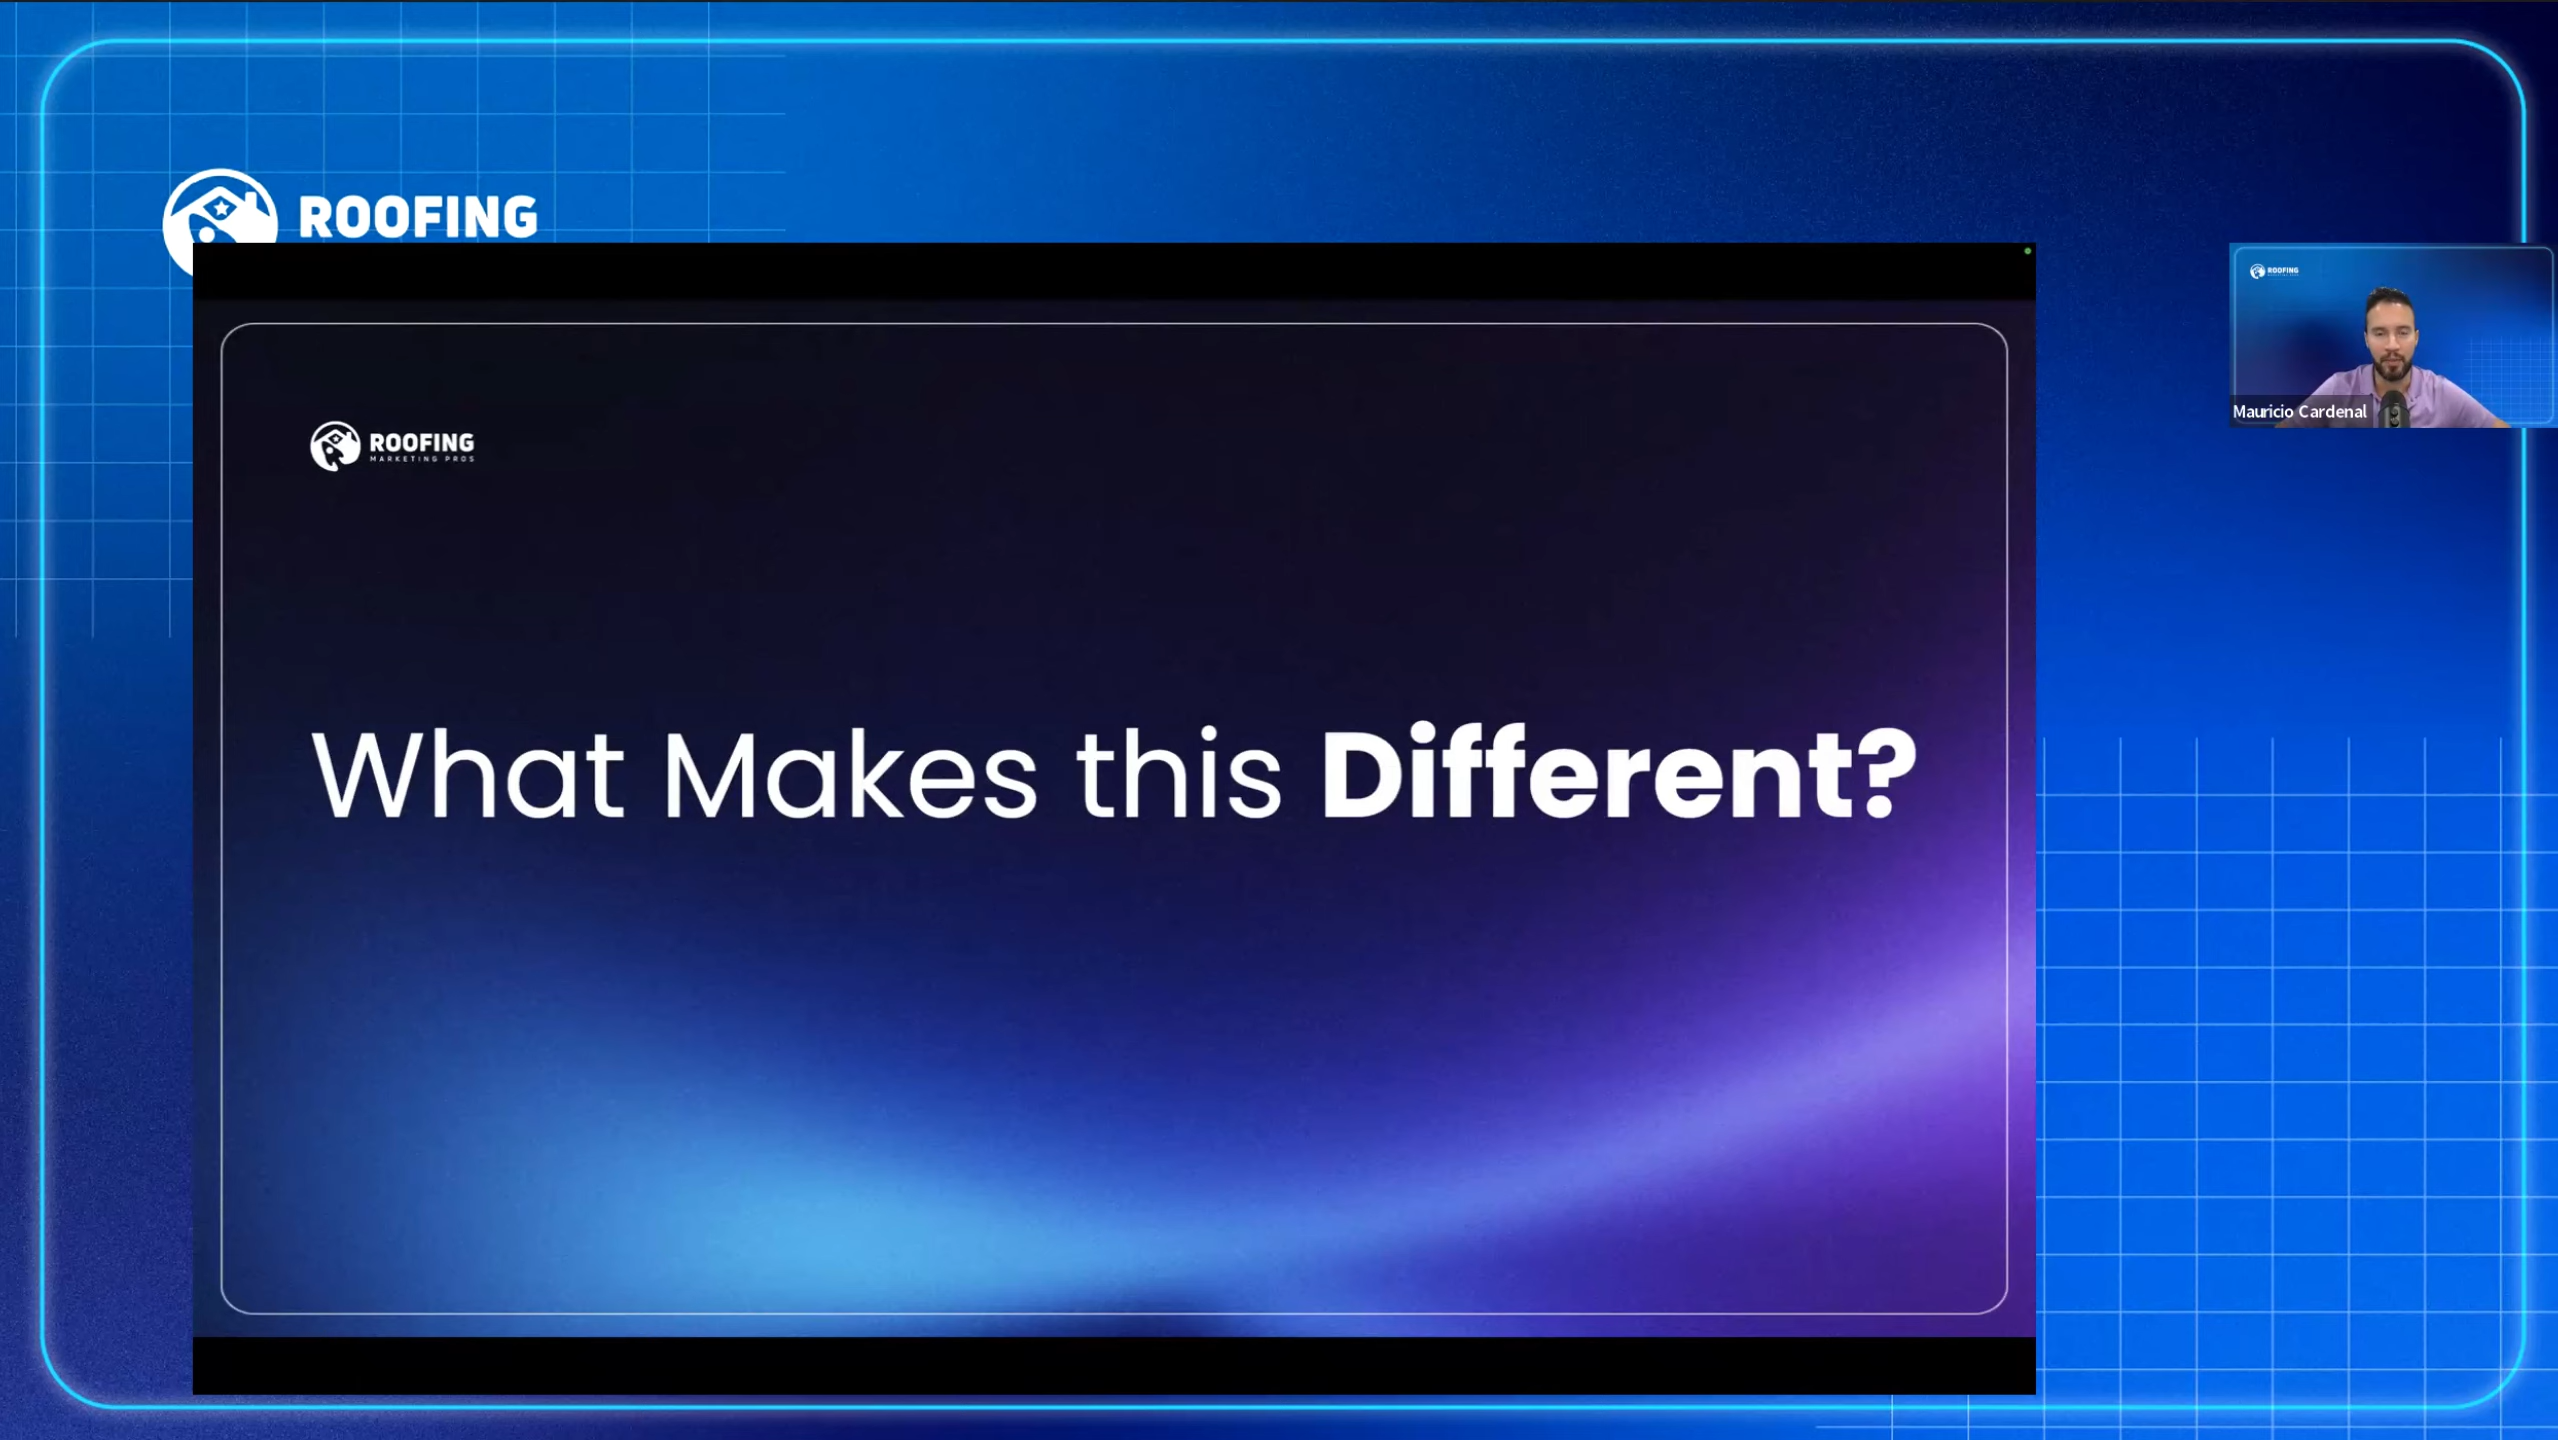 ROOFING
ROOFING
Mauricio Cardenal
ROOFING
MARKETING PROS
What Makes this Different?